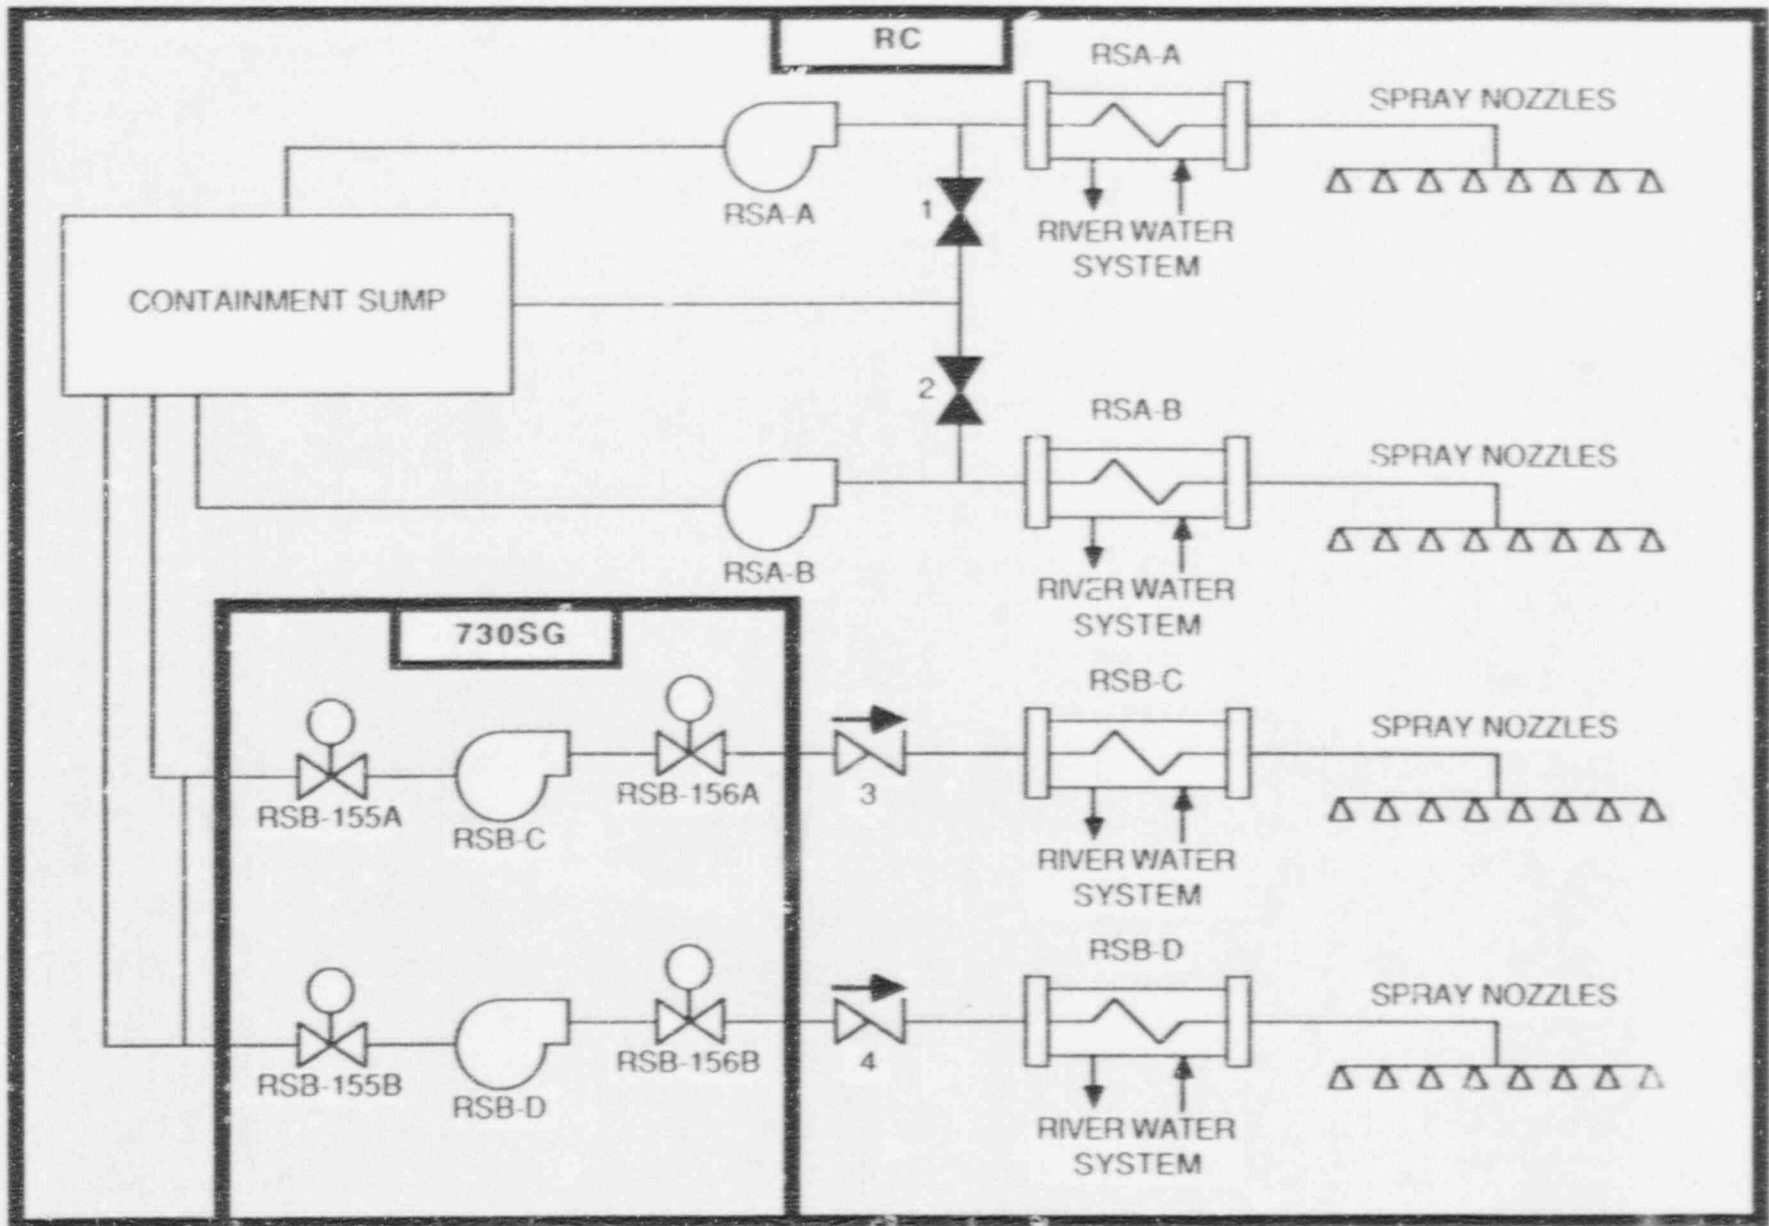 RC
RSA-A
SPRAY NOZZLES
RSA-A
1
RIVER WATER
SYSTEM
CONTAINMENT SUMP
2
RSA-B
SPRAY NOZZLES
RSA-B
RIVER WATER
SYSTEM
730SG
RSB-C
SPRAY NOZZLES
RSB-155A
RSB-C
RSB-156A
3
RIVER WATER
SYSTEM
RSB-D
SPRAY NOZZLES
RSB-155B
RSB-D
RSB-156B
4
RIVER WATER
SYSTEM